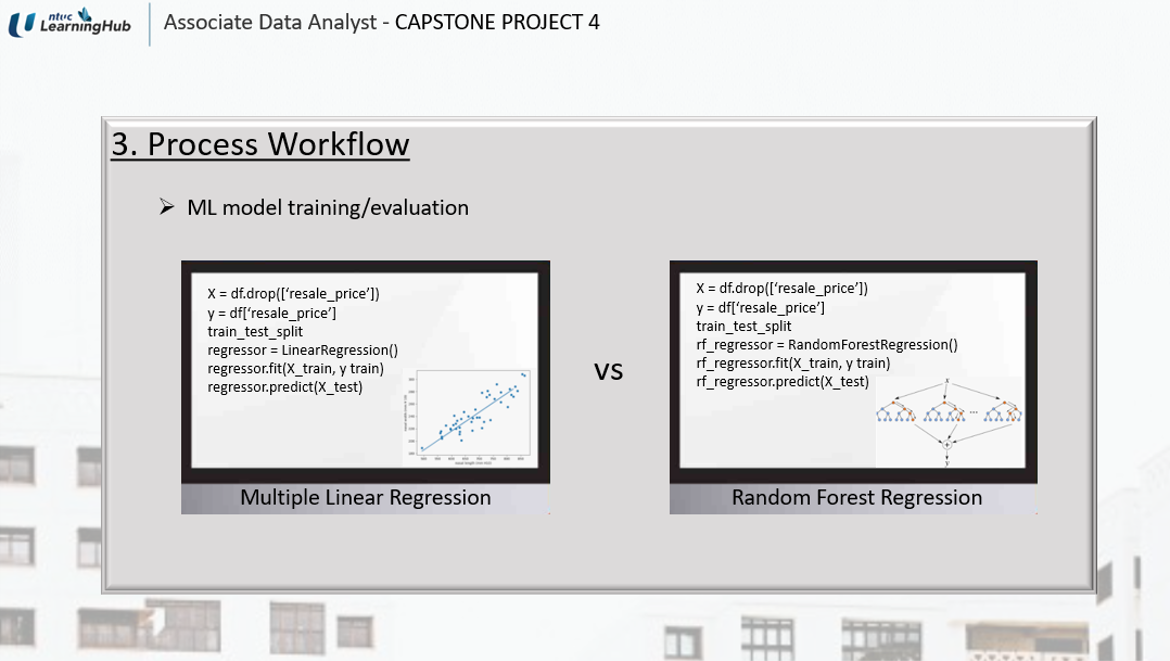 ntuc
LearningHub
Associate Data Analyst - CAPSTONE PROJECT 4
3. Process Workflow
ML model training/evaluation
X = df.drop([‘resale_price’])
y = df[‘resale_price’]
train_test_split
regressor = LinearRegression()
regressor.fit(X_train, y train)
regressor.predict(X_test)
Multiple Linear Regression
VS
X = df.drop([‘resale_price’])
y = df[‘resale_price’]
train_test_split
rf_regressor = RandomForestRegression()
rf_regressor.fit(X_train, y train)
rf_regressor.predict(X_test)
x
...
+
y
Random Forest Regression